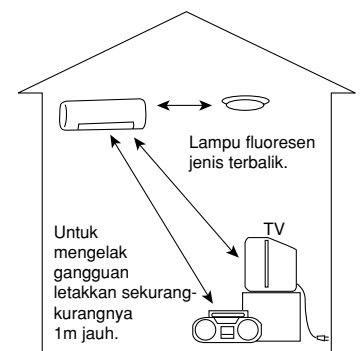 Lampu fluoresen
jenis terbalik.
TV
Untuk
mengelak
gangguan
letakkan sekurang-
kurangnya
1m jauh.